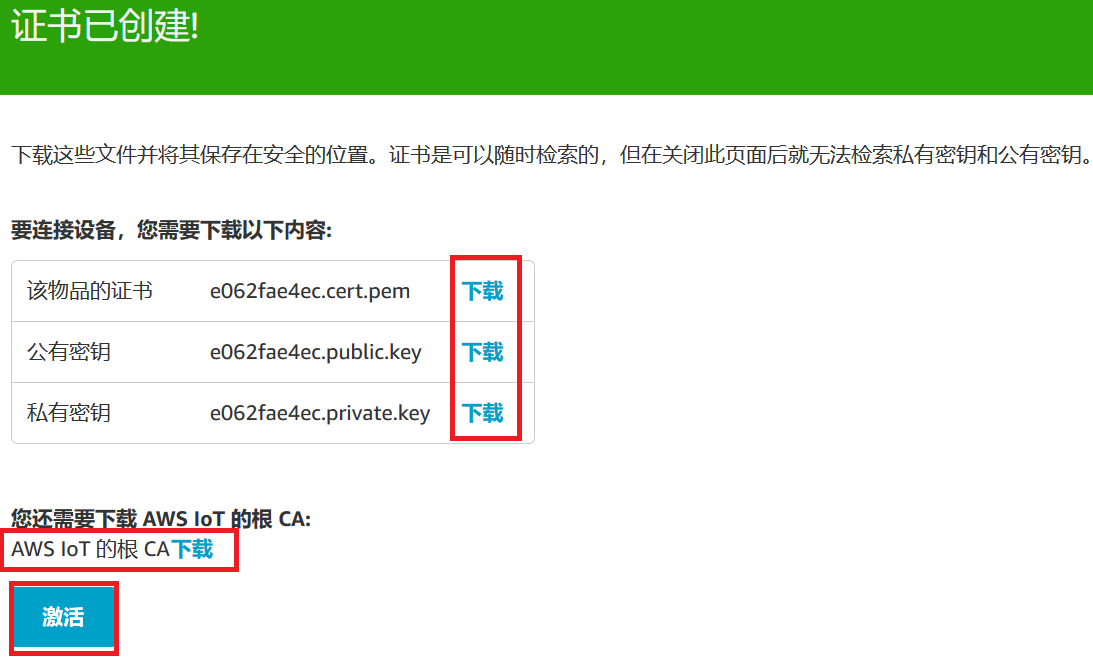 证书已创建!
下载这些文件并将其保存在安全的位置。证书是可以随时检索的，但在关闭此页面后就无法检索私有密钥和公有密钥。
要连接设备，您需要下载以下内容:
该物品的证书 e062fae4ec.cert.pem 下载
公有密钥 e062fae4ec.public.key 下载
私有密钥 e062fae4ec.private.key 下载
您还需要下载 AWS IoT 的根 CA:
AWS IoT 的根 CA下载
激活